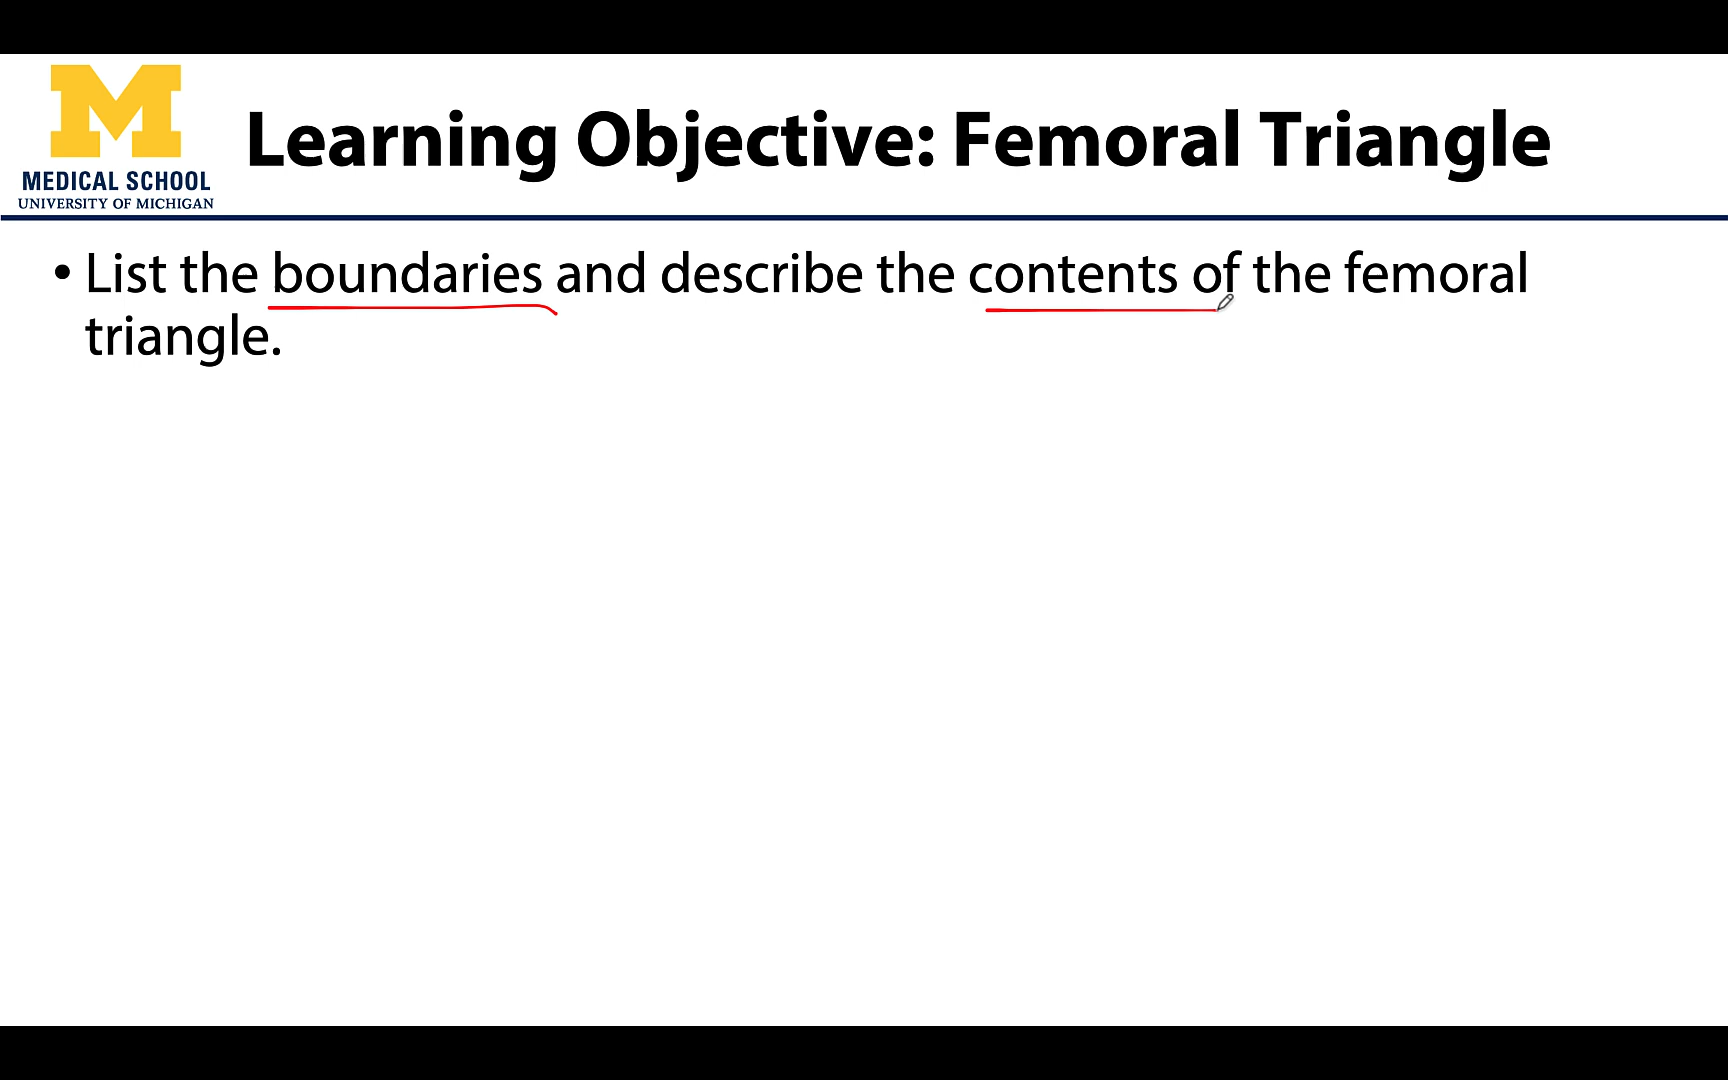 M
MEDICAL SCHOOL
UNIVERSITY OF MICHIGAN
Learning Objective: Femoral Triangle
• List the boundaries and describe the contents of the femoral
triangle.